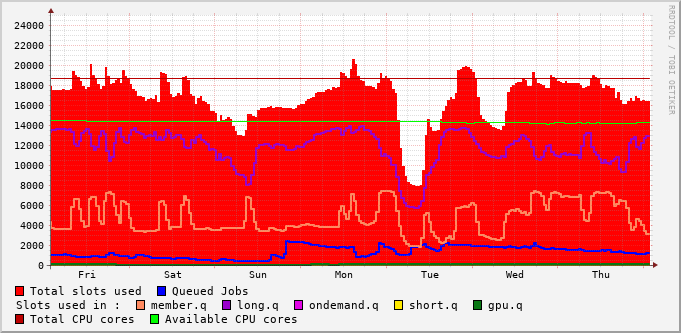 RRDTOOL / TOBI OETIKER
24000
22000
20000
18000
16000
14000
12000
10000
8000
6000
4000
2000
0
Fri Sat Sun Mon Tue Wed Thu
Total slots used Queued Jobs
Slots used in : member.q long.q ondemand.q short.q gpu.q
Total CPU cores Available CPU cores